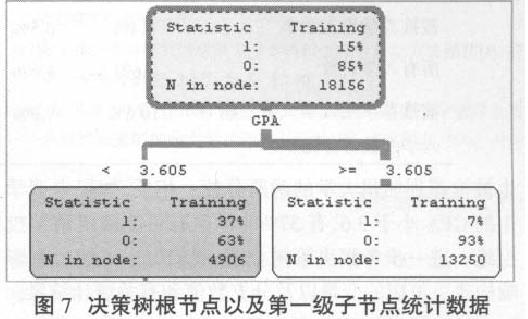 Statistic Training
1: 15%
0: 85%
N in node: 18156
GPA
< 3.605
>= 3.605
Statistic Training
1: 37%
0: 63%
N in node: 4906
Statistic Training
1: 7%
0: 93%
N in node: 13250
图 7 决策树根节点以及第一级子节点统计数据